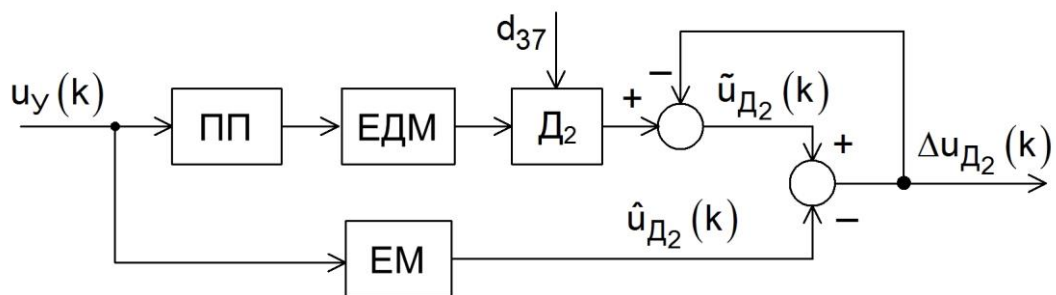 d₃₇
u_У(k)
ПП
ЕДМ
Д₂
+
−
ũ_Д₂(k)
+
−
Δu_Д₂(k)
û_Д₂(k)
ЕМ